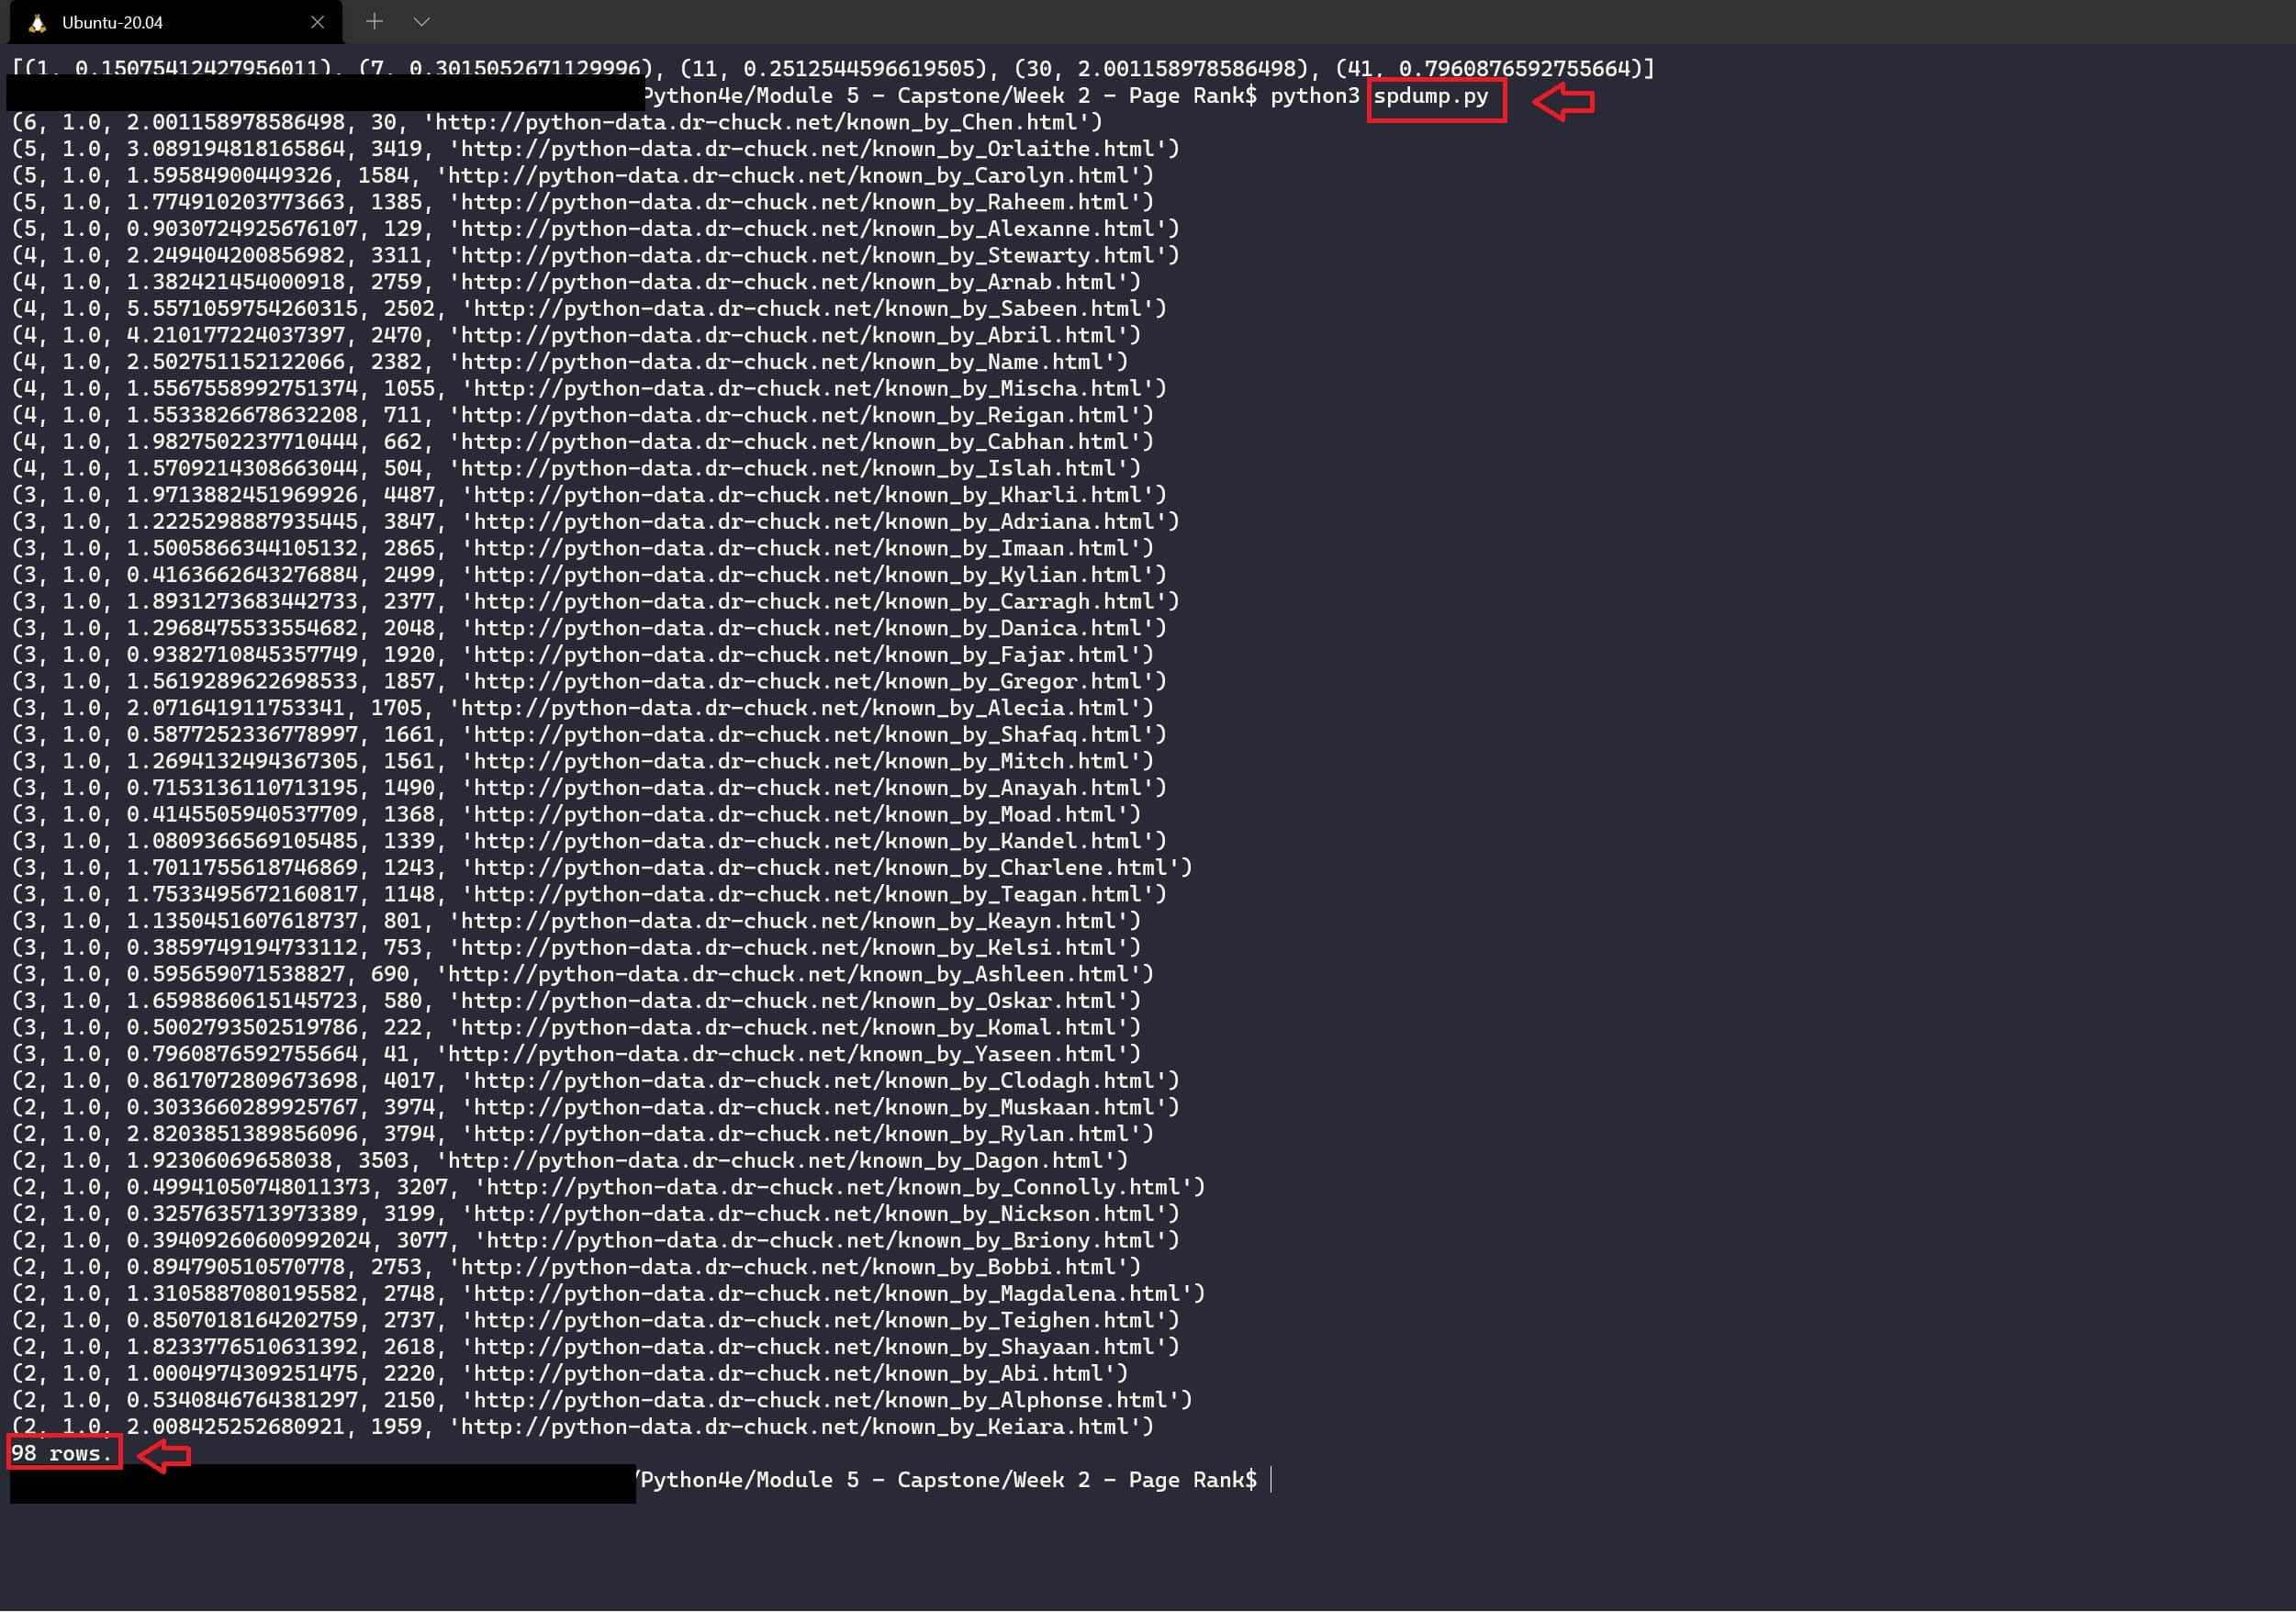 Ubuntu-20.04
[(1, 0.15075412427956011), (7, 0.3015052671129996), (11, 0.2512544596619505), (30, 2.001158978586498), (41, 0.7960876592755664)]
Python4e/Module 5 - Capstone/Week 2 - Page Rank$ python3 spdump.py
(6, 1.0, 2.001158978586498, 30, 'http://python-data.dr-chuck.net/known_by_Chen.html')
(5, 1.0, 3.089194818165864, 3419, 'http://python-data.dr-chuck.net/known_by_Orlaithe.html')
(5, 1.0, 1.59584900449326, 1584, 'http://python-data.dr-chuck.net/known_by_Carolyn.html')
(5, 1.0, 1.774910203773663, 1385, 'http://python-data.dr-chuck.net/known_by_Raheem.html')
(5, 1.0, 0.9030724925676107, 129, 'http://python-data.dr-chuck.net/known_by_Alexanne.html')
(4, 1.0, 2.249404200856982, 3311, 'http://python-data.dr-chuck.net/known_by_Stewarty.html')
(4, 1.0, 1.382421454000918, 2759, 'http://python-data.dr-chuck.net/known_by_Arnab.html')
(4, 1.0, 5.5571059754260315, 2502, 'http://python-data.dr-chuck.net/known_by_Sabeen.html')
(4, 1.0, 4.210177224037397, 2470, 'http://python-data.dr-chuck.net/known_by_Abril.html')
(4, 1.0, 2.502751152122066, 2382, 'http://python-data.dr-chuck.net/known_by_Name.html')
(4, 1.0, 1.5567558992751374, 1055, 'http://python-data.dr-chuck.net/known_by_Mischa.html')
(4, 1.0, 1.5533826678632208, 711, 'http://python-data.dr-chuck.net/known_by_Reigan.html')
(4, 1.0, 1.9827502237710444, 662, 'http://python-data.dr-chuck.net/known_by_Cabhan.html')
(4, 1.0, 1.5709214308663044, 504, 'http://python-data.dr-chuck.net/known_by_Islah.html')
(3, 1.0, 1.9713882451969926, 4487, 'http://python-data.dr-chuck.net/known_by_Kharli.html')
(3, 1.0, 1.2225298887935445, 3847, 'http://python-data.dr-chuck.net/known_by_Adriana.html')
(3, 1.0, 1.5005866344105132, 2865, 'http://python-data.dr-chuck.net/known_by_Imaan.html')
(3, 1.0, 0.4163662643276884, 2499, 'http://python-data.dr-chuck.net/known_by_Kylian.html')
(3, 1.0, 1.8931273683442733, 2377, 'http://python-data.dr-chuck.net/known_by_Carragh.html')
(3, 1.0, 1.2968475533554682, 2048, 'http://python-data.dr-chuck.net/known_by_Danica.html')
(3, 1.0, 0.9382710845357749, 1920, 'http://python-data.dr-chuck.net/known_by_Fajar.html')
(3, 1.0, 1.5619289622698533, 1857, 'http://python-data.dr-chuck.net/known_by_Gregor.html')
(3, 1.0, 2.071641911753341, 1705, 'http://python-data.dr-chuck.net/known_by_Alecia.html')
(3, 1.0, 0.5877252336778997, 1661, 'http://python-data.dr-chuck.net/known_by_Shafaq.html')
(3, 1.0, 1.2694132494367305, 1561, 'http://python-data.dr-chuck.net/known_by_Mitch.html')
(3, 1.0, 0.7153136110713195, 1490, 'http://python-data.dr-chuck.net/known_by_Anayah.html')
(3, 1.0, 0.4145505940537709, 1368, 'http://python-data.dr-chuck.net/known_by_Moad.html')
(3, 1.0, 1.0809366569105485, 1339, 'http://python-data.dr-chuck.net/known_by_Kandel.html')
(3, 1.0, 1.7011755618746869, 1243, 'http://python-data.dr-chuck.net/known_by_Charlene.html')
(3, 1.0, 1.7533495672160817, 1148, 'http://python-data.dr-chuck.net/known_by_Teagan.html')
(3, 1.0, 1.1350451607618737, 801, 'http://python-data.dr-chuck.net/known_by_Keayn.html')
(3, 1.0, 0.3859749194733112, 753, 'http://python-data.dr-chuck.net/known_by_Kelsi.html')
(3, 1.0, 0.595659071538827, 690, 'http://python-data.dr-chuck.net/known_by_Ashleen.html')
(3, 1.0, 1.6598860615145723, 580, 'http://python-data.dr-chuck.net/known_by_Oskar.html')
(3, 1.0, 0.5002793502519786, 222, 'http://python-data.dr-chuck.net/known_by_Komal.html')
(3, 1.0, 0.7960876592755664, 41, 'http://python-data.dr-chuck.net/known_by_Yaseen.html')
(2, 1.0, 0.8617072809673698, 4017, 'http://python-data.dr-chuck.net/known_by_Clodagh.html')
(2, 1.0, 0.3033660289925767, 3974, 'http://python-data.dr-chuck.net/known_by_Muskaan.html')
(2, 1.0, 2.8203851389856096, 3794, 'http://python-data.dr-chuck.net/known_by_Rylan.html')
(2, 1.0, 1.92306069658038, 3503, 'http://python-data.dr-chuck.net/known_by_Dagon.html')
(2, 1.0, 0.49941050748011373, 3207, 'http://python-data.dr-chuck.net/known_by_Connolly.html')
(2, 1.0, 0.3257635713973389, 3199, 'http://python-data.dr-chuck.net/known_by_Nickson.html')
(2, 1.0, 0.39409260600992024, 3077, 'http://python-data.dr-chuck.net/known_by_Briony.html')
(2, 1.0, 0.894790510570778, 2753, 'http://python-data.dr-chuck.net/known_by_Bobbi.html')
(2, 1.0, 1.3105887080195582, 2748, 'http://python-data.dr-chuck.net/known_by_Magdalena.html')
(2, 1.0, 0.8507018164202759, 2737, 'http://python-data.dr-chuck.net/known_by_Teighen.html')
(2, 1.0, 1.8233776510631392, 2618, 'http://python-data.dr-chuck.net/known_by_Shayaan.html')
(2, 1.0, 1.0004974309251475, 2220, 'http://python-data.dr-chuck.net/known_by_Abi.html')
(2, 1.0, 0.5340846764381297, 2150, 'http://python-data.dr-chuck.net/known_by_Alphonse.html')
(2, 1.0, 2.008425252680921, 1959, 'http://python-data.dr-chuck.net/known_by_Keiara.html')
98 rows.
/Python4e/Module 5 - Capstone/Week 2 - Page Rank$